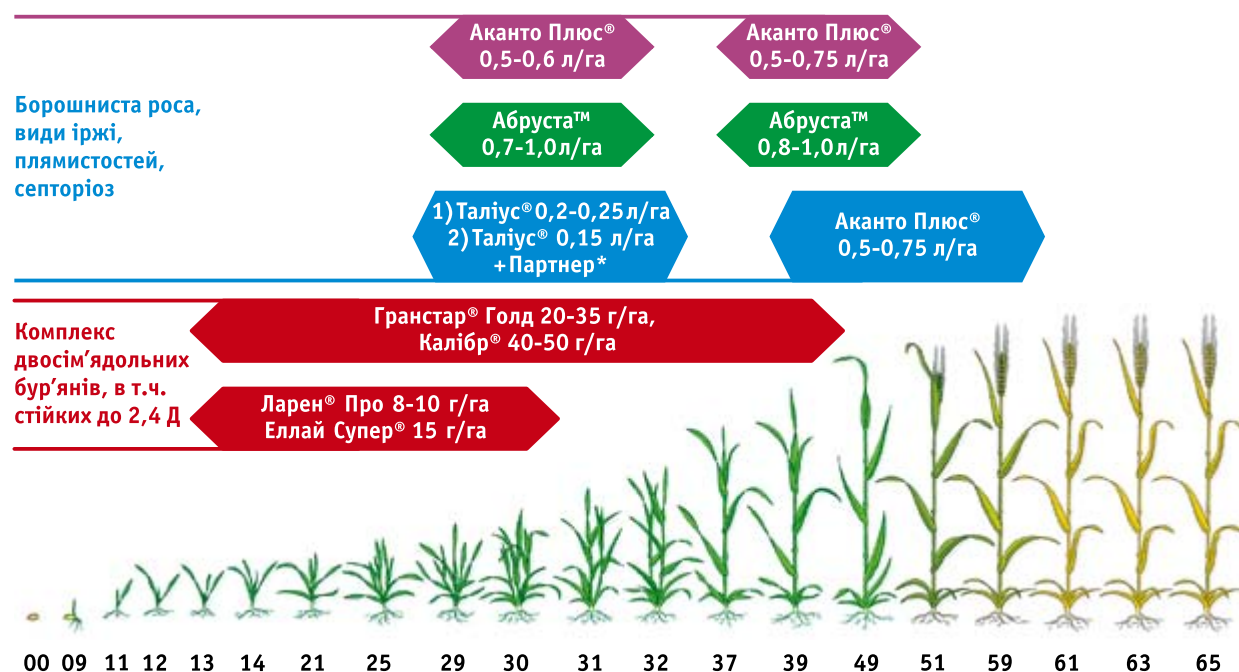 Аканто Плюс®
0,5-0,6 л/га
Аканто Плюс®
0,5-0,75 л/га
Борошниста роса,
види іржі,
плямистостей,
септоріоз
Абруста™
0,7-1,0 л/га
Абруста™
0,8-1,0 л/га
1) Таліус® 0,2-0,25 л/га
2) Таліус® 0,15 л/га
+Партнер*
Аканто Плюс®
0,5-0,75 л/га
Комплекс
двосім’ядольних
бур’янів, в т.ч.
стійких до 2,4 Д
Гранстар® Голд 20-35 г/га,
Калібр® 40-50 г/га
Ларен® Про 8-10 г/га
Еллай Супер® 15 г/га
00 09 11 12 13 14 21 25 29 30 31 32 37 39 49 51 59 61 63 65